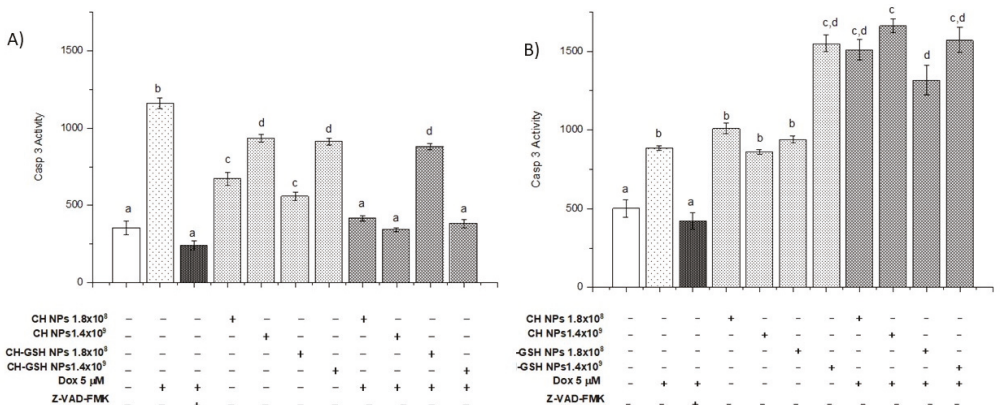 A)
1500
1000
500
0
Casp 3 Activity
a b a c d c d a a d a
CH NPs 1.8x10⁸ – – – + – – – + – – –
CH NPs1.4x10⁹ – – – – + – – – + – –
CH-GSH NPs 1.8x10⁸ – – – – – + – – – + –
CH-GSH NPs1.4x10⁹ – – – – – – + – – – +
Dox 5 µM – + + – – – – + + + +
Z-VAD-FMK – – + – – – – – – – –
B)
1500
1000
500
0
Casp 3 Activity
a b a b b b c,d c,d c d c,d
CH NPs 1.8x10⁸ – – – + – – – + – – –
CH NPs1.4x10⁹ – – – – + – – – + – –
-GSH NPs 1.8x10⁸ – – – – – + – – – + –
-GSH NPs1.4x10⁹ – – – – – – + – – – +
Dox 5 µM – + + – – – – + + + +
Z-VAD-FMK – – + – – – – – – – –